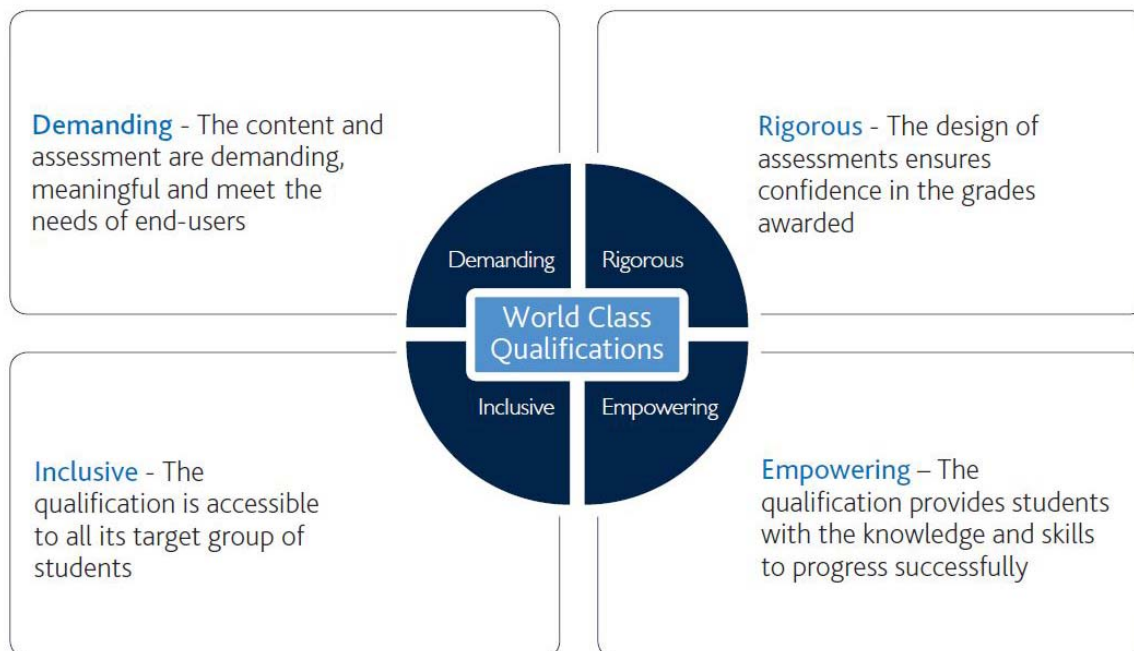 Demanding - The content and
assessment are demanding,
meaningful and meet the
needs of end-users
Rigorous - The design of
assessments ensures
confidence in the grades
awarded
Demanding
Rigorous
World Class
Qualifications
Inclusive
Empowering
Inclusive - The
qualification is accessible
to all its target group of
students
Empowering – The
qualification provides students
with the knowledge and skills
to progress successfully